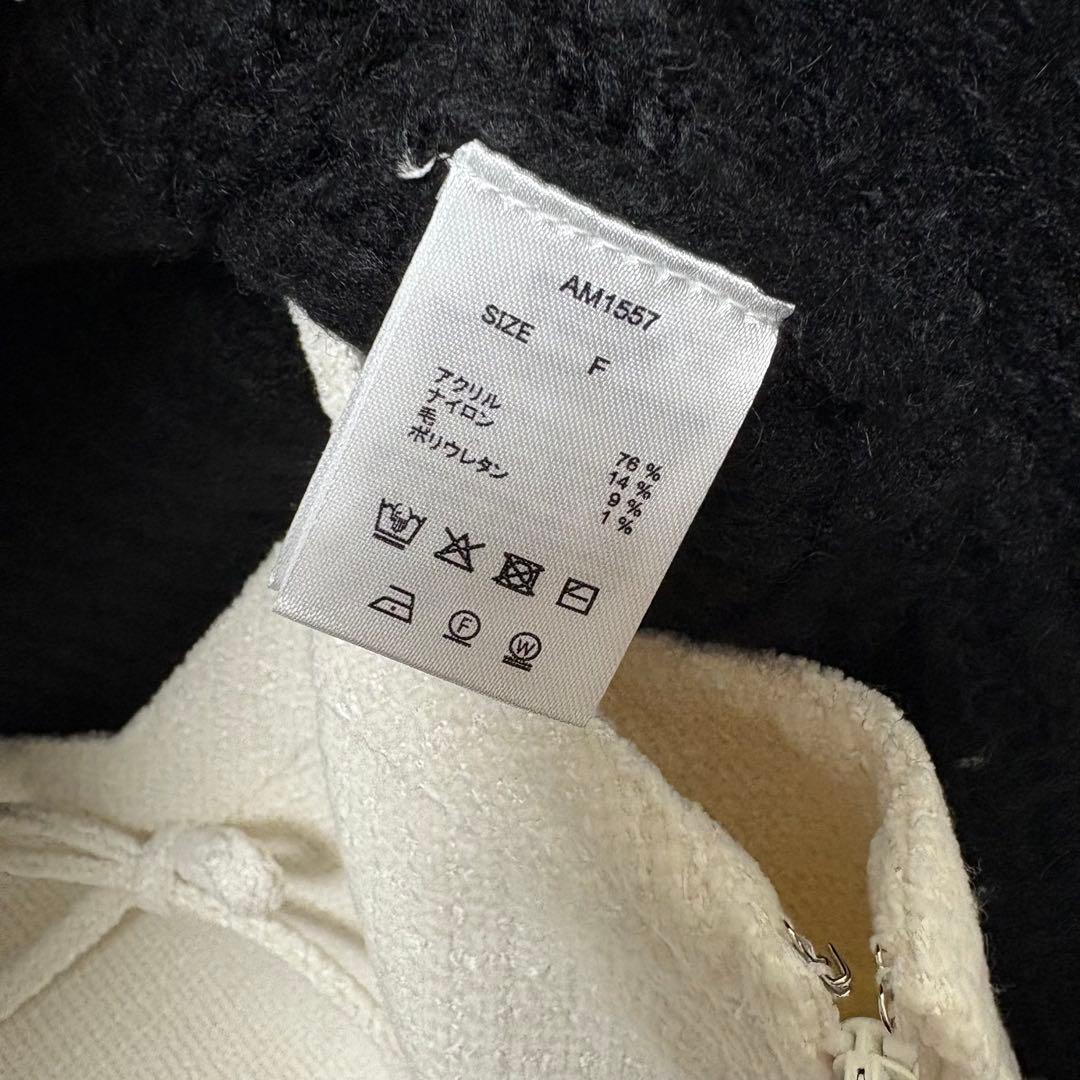 AM1557
SIZE F
アクリル 76 %
ナイロン 14 %
毛 9 %
ポリウレタン 1 %
F W